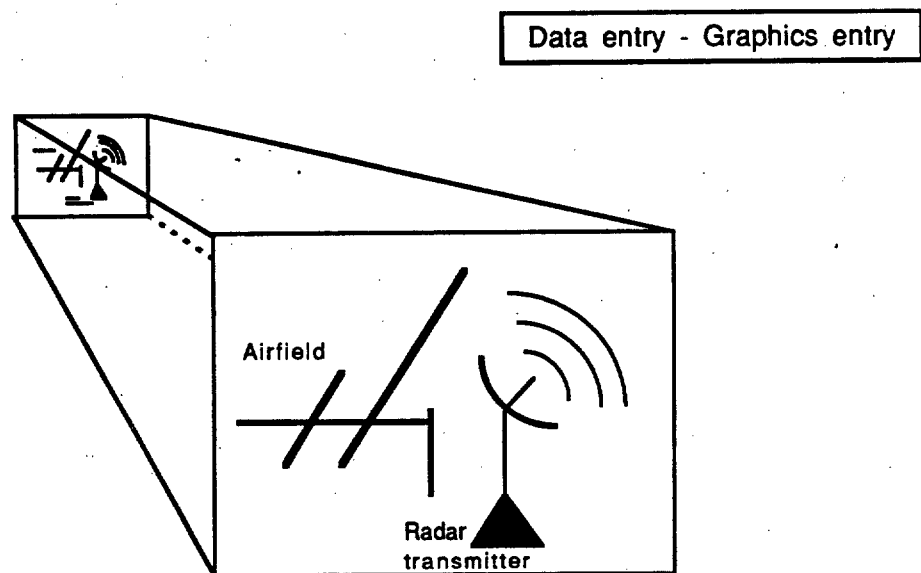 Data entry - Graphics entry
Airfield
Radar
transmitter